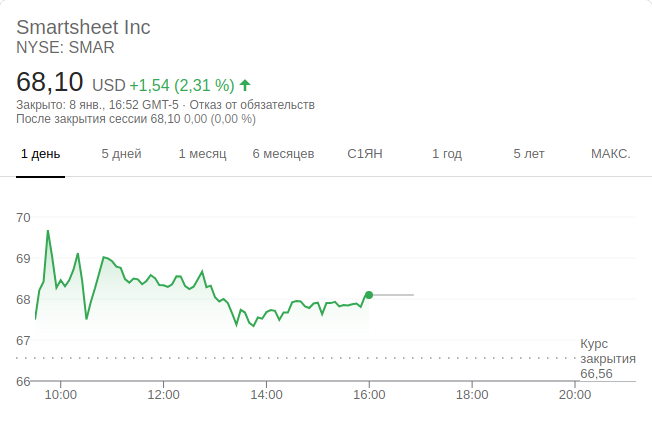 Smartsheet Inc
NYSE: SMAR
68,10 USD +1,54 (2,31 %)
Закрыто: 8 янв., 16:52 GMT-5 · Отказ от обязательств
После закрытия сессии 68,10 0,00 (0,00 %)
1 день 5 дней 1 месяц 6 месяцев С1ЯН 1 год 5 лет МАКС.
70
69
68
67
Курс
закрытия
66,56
66
10:00 12:00 14:00 16:00 18:00 20:00